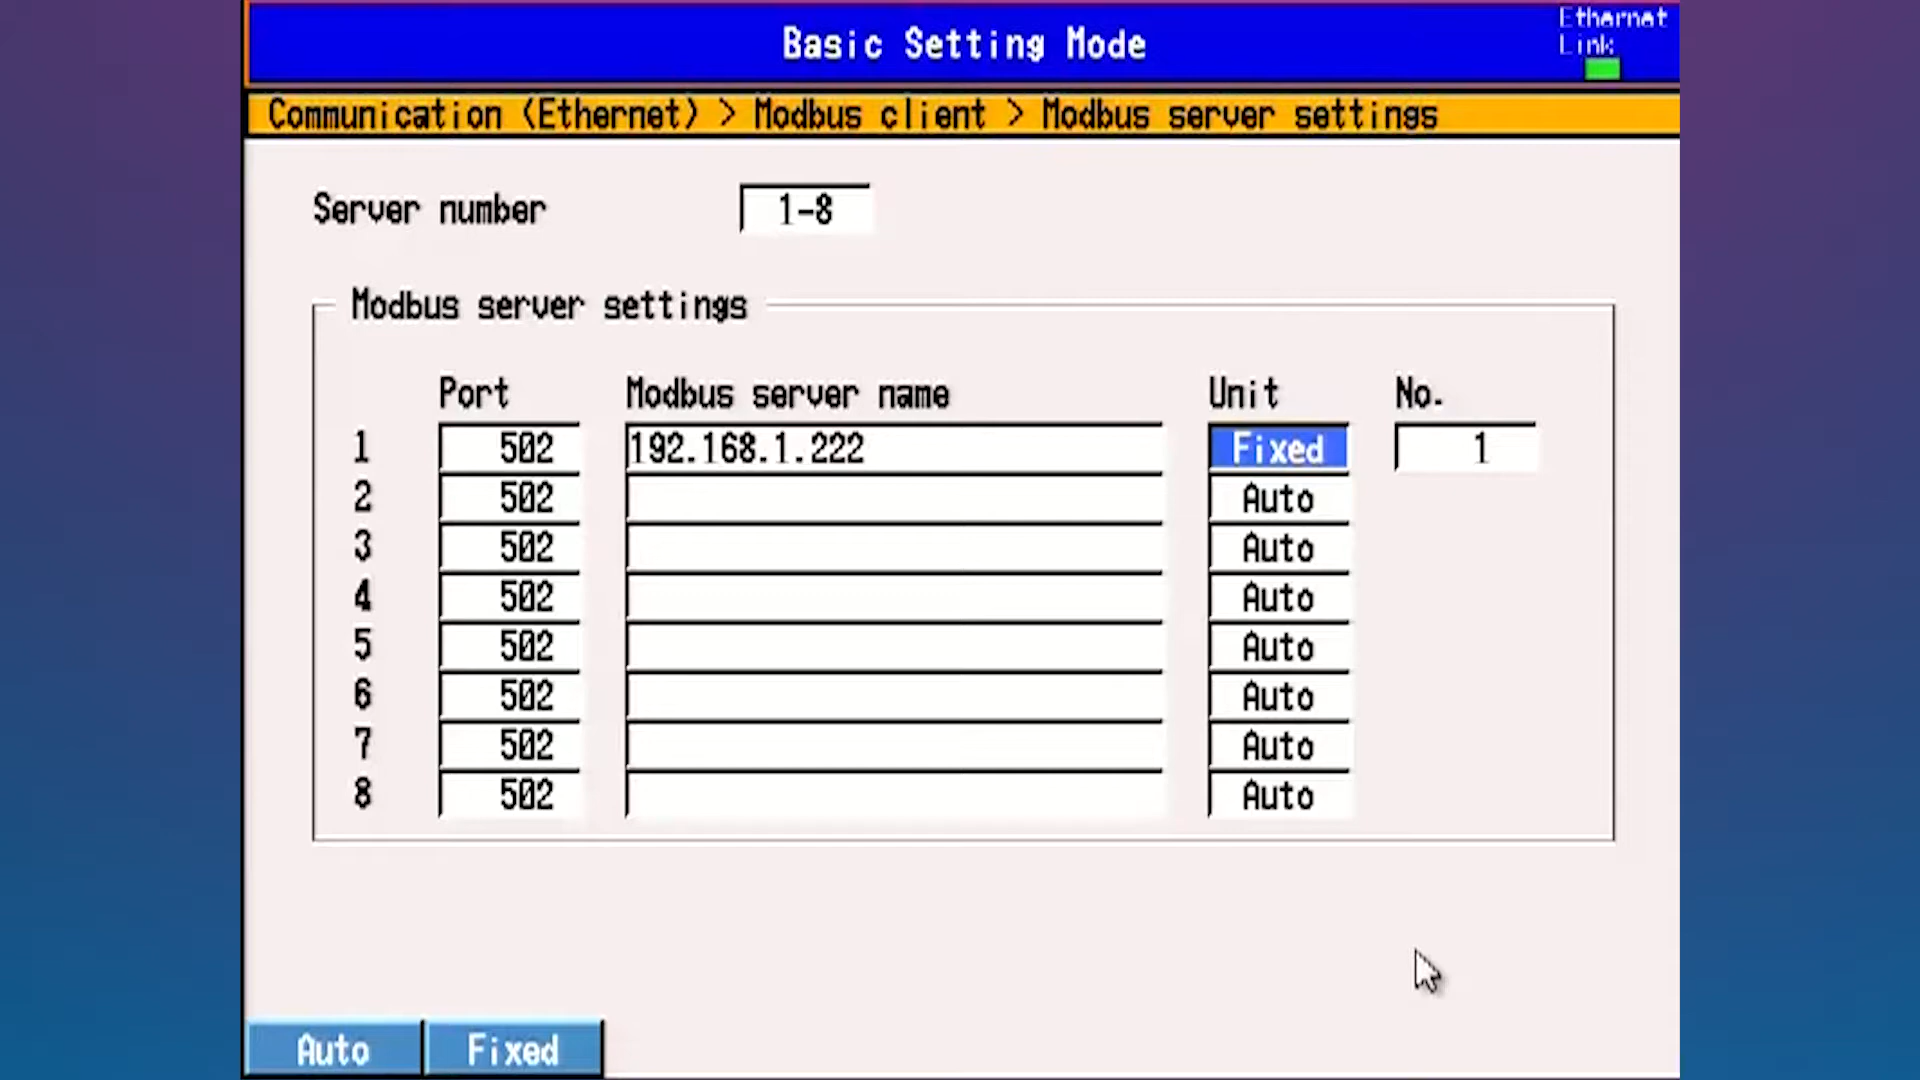 Basic Setting Mode
Ethernet
Link
Communication (Ethernet) > Modbus client > Modbus server settings
Server number 1-8
Modbus server settings
Port Modbus server name Unit No.
1 502 192.168.1.222 Fixed 1
2 502 Auto
3 502 Auto
4 502 Auto
5 502 Auto
6 502 Auto
7 502 Auto
8 502 Auto
Auto Fixed